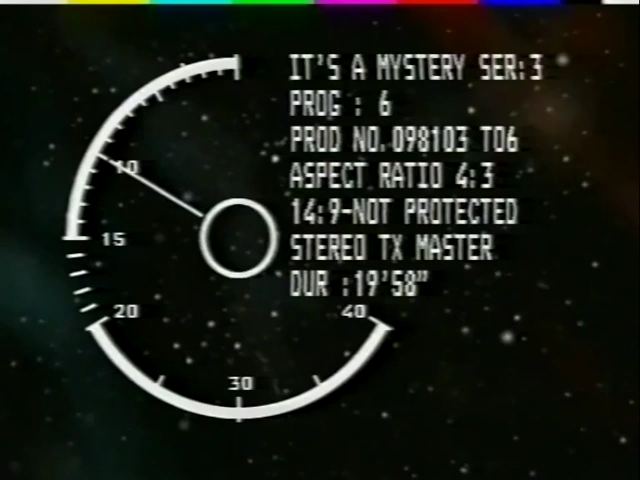 IT'S A MYSTERY SER:3
PROG : 6
PROD NO.098103 T06
ASPECT RATIO 4:3
14:9-NOT PROTECTED
STEREO TX MASTER
DUR :19'58"
10
15
20
40
30